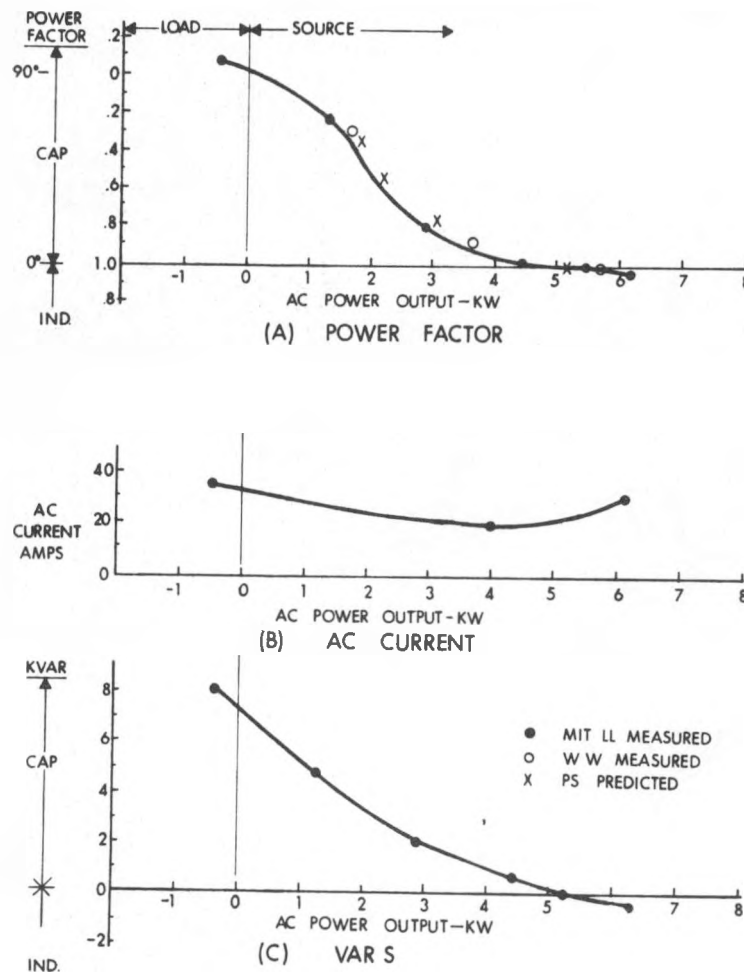 POWER FACTOR
LOAD
SOURCE
.2
90°
0
.2
.4
CAP
.6
.8
0°
1.0
-1 0 1 2 3 4 5 6 7 8
.8
IND.
AC POWER OUTPUT-KW
(A) POWER FACTOR
40
AC CURRENT AMPS
20
0
-1 0 1 2 3 4 5 6 7 8
AC POWER OUTPUT-KW
(B) AC CURRENT
KVAR
8
CAP
6
4
2
0
-2
IND.
MIT LL MEASURED
W W MEASURED
X PS PREDICTED
-1 0 1 2 3 4 5 6 7 8
AC POWER OUTPUT-KW
(C) VAR S